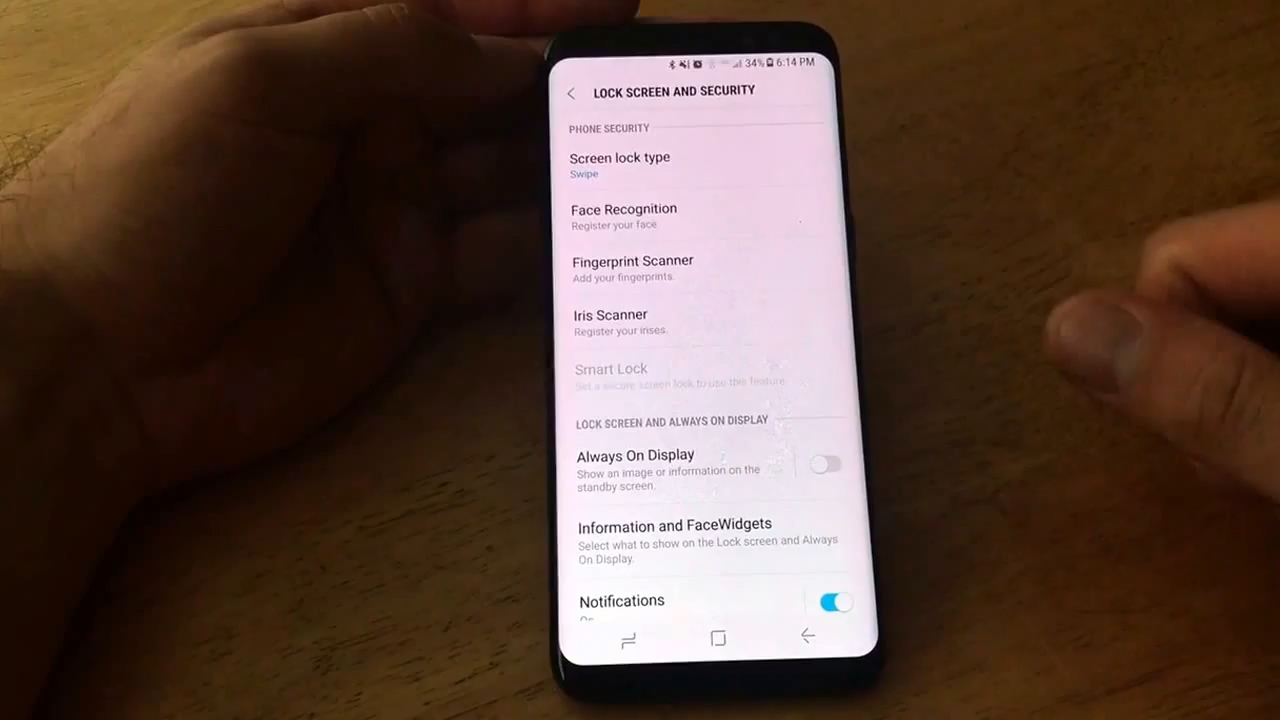 34% 6:14 PM
LOCK SCREEN AND SECURITY
PHONE SECURITY
Screen lock type
Swipe
Face Recognition
Register your face
Fingerprint Scanner
Add your fingerprints.
Iris Scanner
Register your irises.
Smart Lock
Set a secure screen lock to use this feature.
LOCK SCREEN AND ALWAYS ON DISPLAY
Always On Display
Show an image or information on the
standby screen.
Information and FaceWidgets
Select what to show on the Lock screen and Always
On Display.
Notifications